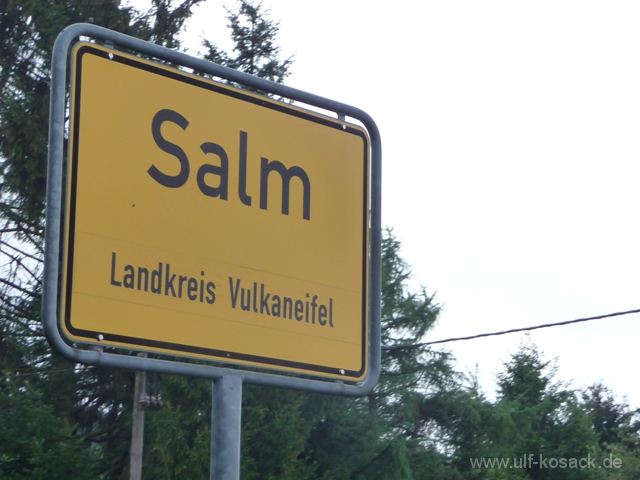 Salm
Landkreis Vulkaneifel
www.ulf-kosack.de